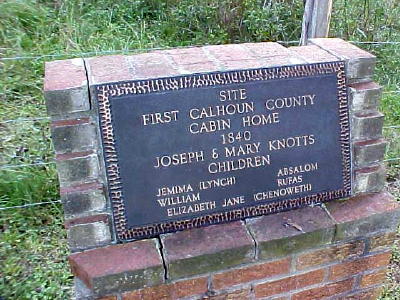 SITE
FIRST CALHOUN COUNTY
CABIN HOME
1840
JOSEPH & MARY KNOTTS
CHILDREN
JEMIMA (LYNCH) ABSALOM
WILLIAM RUFAS
ELIZABETH JANE (CHENOWETH)